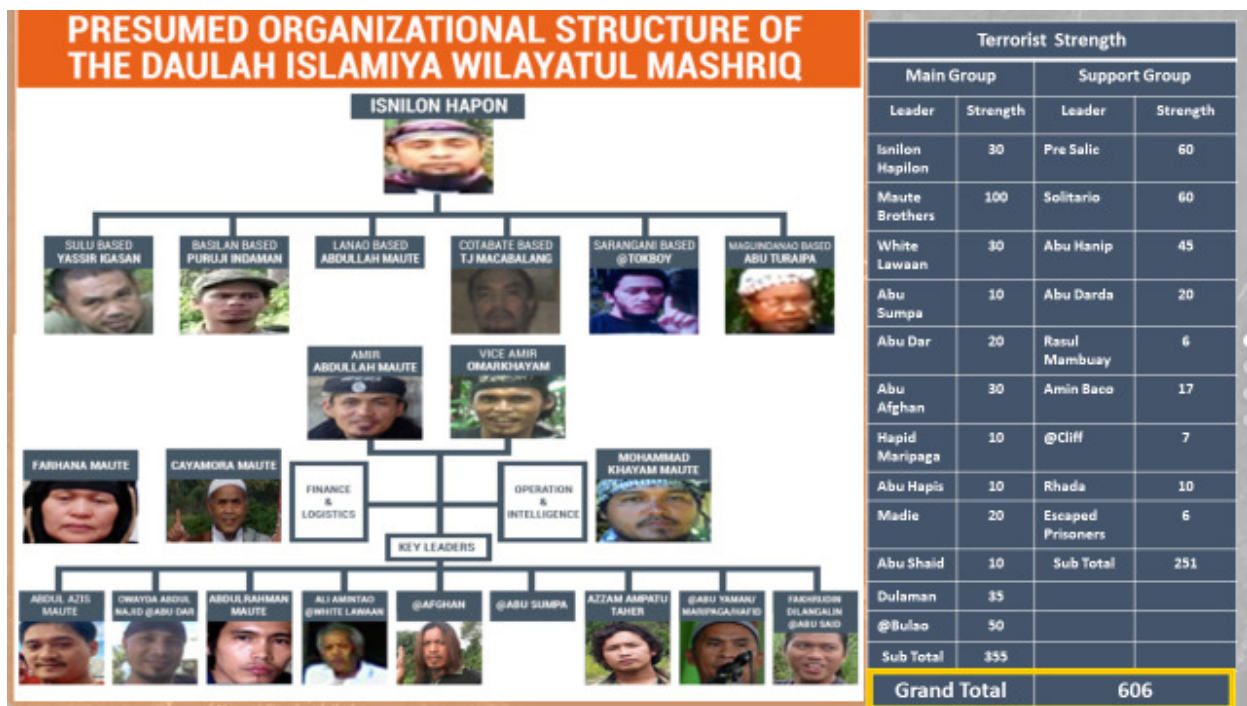 PRESUMED ORGANIZATIONAL STRUCTURE OF
THE DAULAH ISLAMIYA WILAYATUL MASHRIQ
ISNILON HAPON
SULU BASED
YASSIR IGASAN
BASILAN BASED
PURUJI INDAMAN
LANAO BASED
ABDULLAH MAUTE
COTABATE BASED
TJ MACABALANG
SARANGANI BASED
@TOKBOY
MAGUINDANAO BASED
ABU TURAIPA
AMIR
ABDULLAH MAUTE
VICE AMIR
OMARKHAYAM
FARHANA MAUTE
CAYAMORA MAUTE
FINANCE
&
LOGISTICS
OPERATION
&
INTELLIGENCE
MOHAMMAD
KHAYAM MAUTE
KEY LEADERS
ABDUL AZIS
MAUTE
OWAYDA ABDUL
NAJID @ABU DAR
ABDULRAHMAN
MAUTE
ALI AMINTAO
@WHITE LAWAAN
@AFGHAN
@ABU SUMPA
AZZAM AMPATU
TAHER
@ABU YAMAN/
MARIPAGA/HAFID
FAKHRUDIN
DILANGALIN
@ABU SAID
Terrorist Strength
Main Group Support Group
Leader Strength Leader Strength
Isnilon Hapilon 30 Pre Salic 60
Maute Brothers 100 Solitario 60
White Lawaan 30 Abu Hanip 45
Abu Sumpa 10 Abu Darda 20
Abu Dar 20 Rasul Mambuay 6
Abu Afghan 30 Amin Baco 17
Hapid Maripaga 10 @Cliff 7
Abu Hapis 10 Rhada 10
Madie 20 Escaped Prisoners 6
Abu Shaid 10 Sub Total 251
Dulaman 35
@Bulao 50
Sub Total 355
Grand Total 606